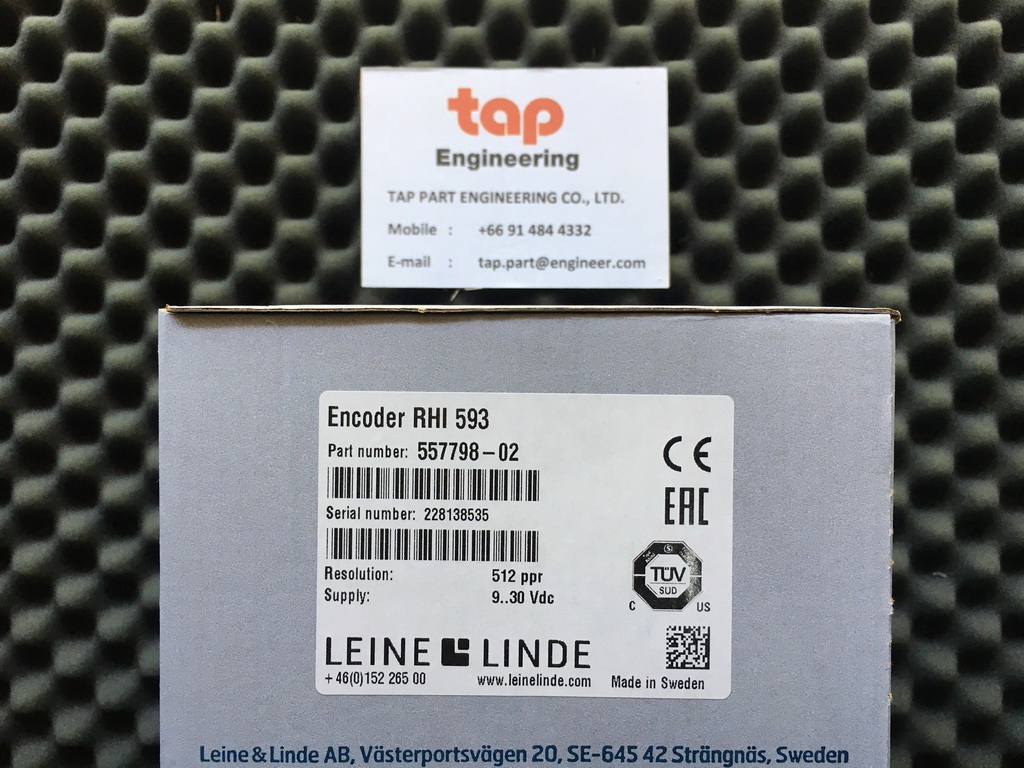 tap
Engineering
TAP PART ENGINEERING CO., LTD.
Mobile : +66 91 484 4332
E-mail : tap.part@engineer.com
Encoder RHI 593
Part number: 557798-02
CE
Serial number: 228138535
EAC
Resolution: 512 ppr
TÜV
SUD
Supply: 9..30 Vdc
C US
LEINE LINDE
+46(0)152 265 00 www.leinelinde.com Made in Sweden
Leine & Linde AB, Västerportsvägen 20, SE-645 42 Strängnäs, Sweden